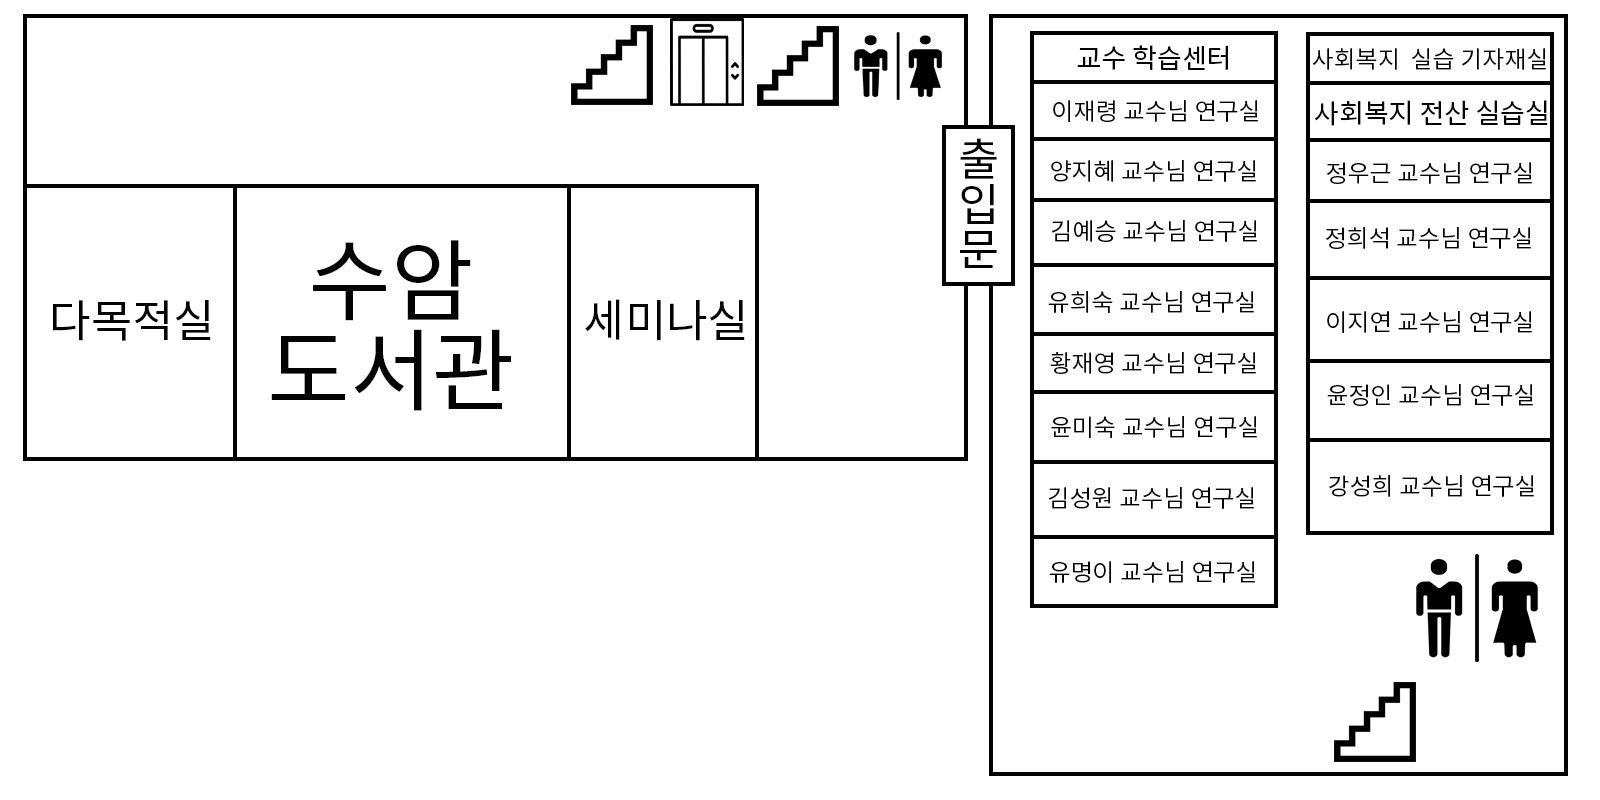 다목적실
수암
도서관
세미나실
출
입
문
교수 학습센터
이재령 교수님 연구실
양지혜 교수님 연구실
김예승 교수님 연구실
유희숙 교수님 연구실
황재영 교수님 연구실
윤미숙 교수님 연구실
김성원 교수님 연구실
유명이 교수님 연구실
사회복지 실습 기자재실
사회복지 전산 실습실
정우근 교수님 연구실
정희석 교수님 연구실
이지연 교수님 연구실
윤정인 교수님 연구실
강성희 교수님 연구실